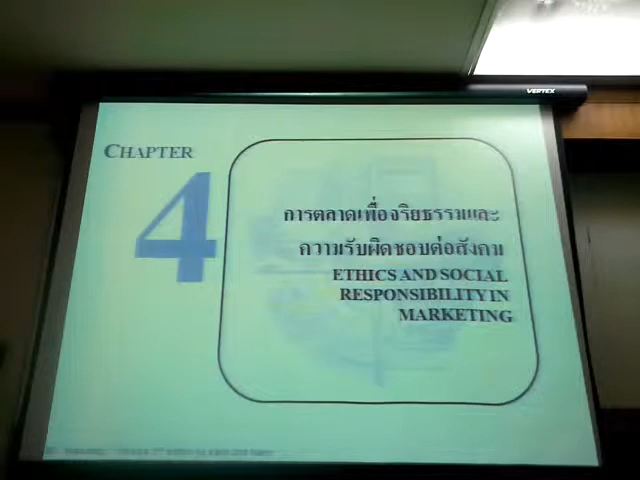 VERTEX
CHAPTER
4
การตลาดเพื่อจริยธรรมและ
ความรับผิดชอบต่อสังคม
ETHICS AND SOCIAL
RESPONSIBILITY IN
MARKETING